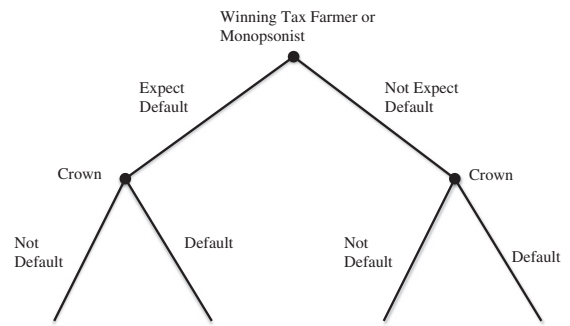 Winning Tax Farmer or
Monopsonist
Expect
Default
Not Expect
Default
Crown
Crown
Not
Default
Default
Not
Default
Default